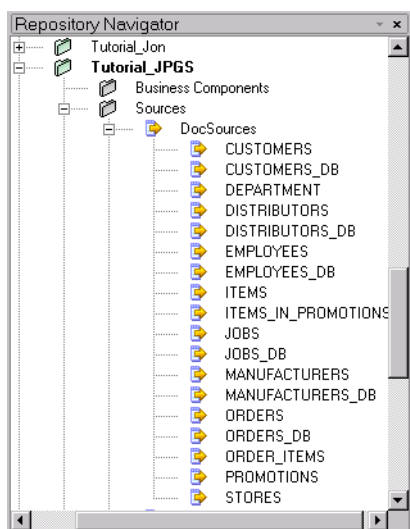 Repository Navigator
Tutorial_Jon
Tutorial_JPGS
Business Components
Sources
DocSources
CUSTOMERS
CUSTOMERS_DB
DEPARTMENT
DISTRIBUTORS
DISTRIBUTORS_DB
EMPLOYEES
EMPLOYEES_DB
ITEMS
ITEMS_IN_PROMOTIONS
JOBS
JOBS_DB
MANUFACTURERS
MANUFACTURERS_DB
ORDERS
ORDERS_DB
ORDER_ITEMS
PROMOTIONS
STORES